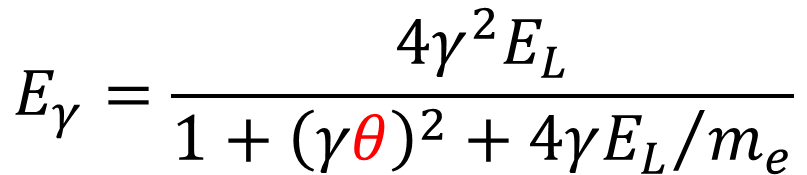 E_γ = 4γ²E_L / (1 + (γθ)² + 4γE_L/m_e)